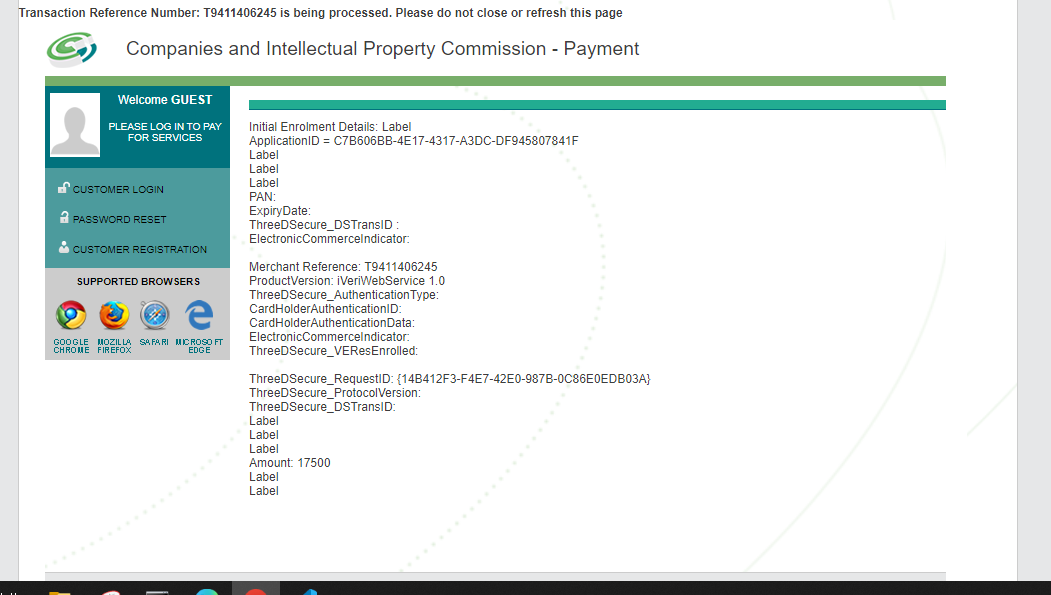 Transaction Reference Number: T9411406245 is being processed. Please do not close or refresh this page
Companies and Intellectual Property Commission - Payment
Welcome GUEST
PLEASE LOG IN TO PAY
FOR SERVICES
CUSTOMER LOGIN
PASSWORD RESET
CUSTOMER REGISTRATION
SUPPORTED BROWSERS
GOOGLE CHROME
MOZILLA FIREFOX
SAFARI
MICROSOFT EDGE
Initial Enrolment Details: Label
ApplicationID = C7B606BB-4E17-4317-A3DC-DF945807841F
Label
Label
Label
PAN:
ExpiryDate:
ThreeDSecure_DSTransID :
ElectronicCommerceIndicator:
Merchant Reference: T9411406245
ProductVersion: iVeriWebService 1.0
ThreeDSecure_AuthenticationType:
CardHolderAuthenticationID:
CardHolderAuthenticationData:
ElectronicCommerceIndicator:
ThreeDSecure_VEResEnrolled:
ThreeDSecure_RequestID: {14B412F3-F4E7-42E0-987B-0C86E0EDB03A}
ThreeDSecure_ProtocolVersion:
ThreeDSecure_DSTransID:
Label
Label
Label
Amount: 17500
Label
Label